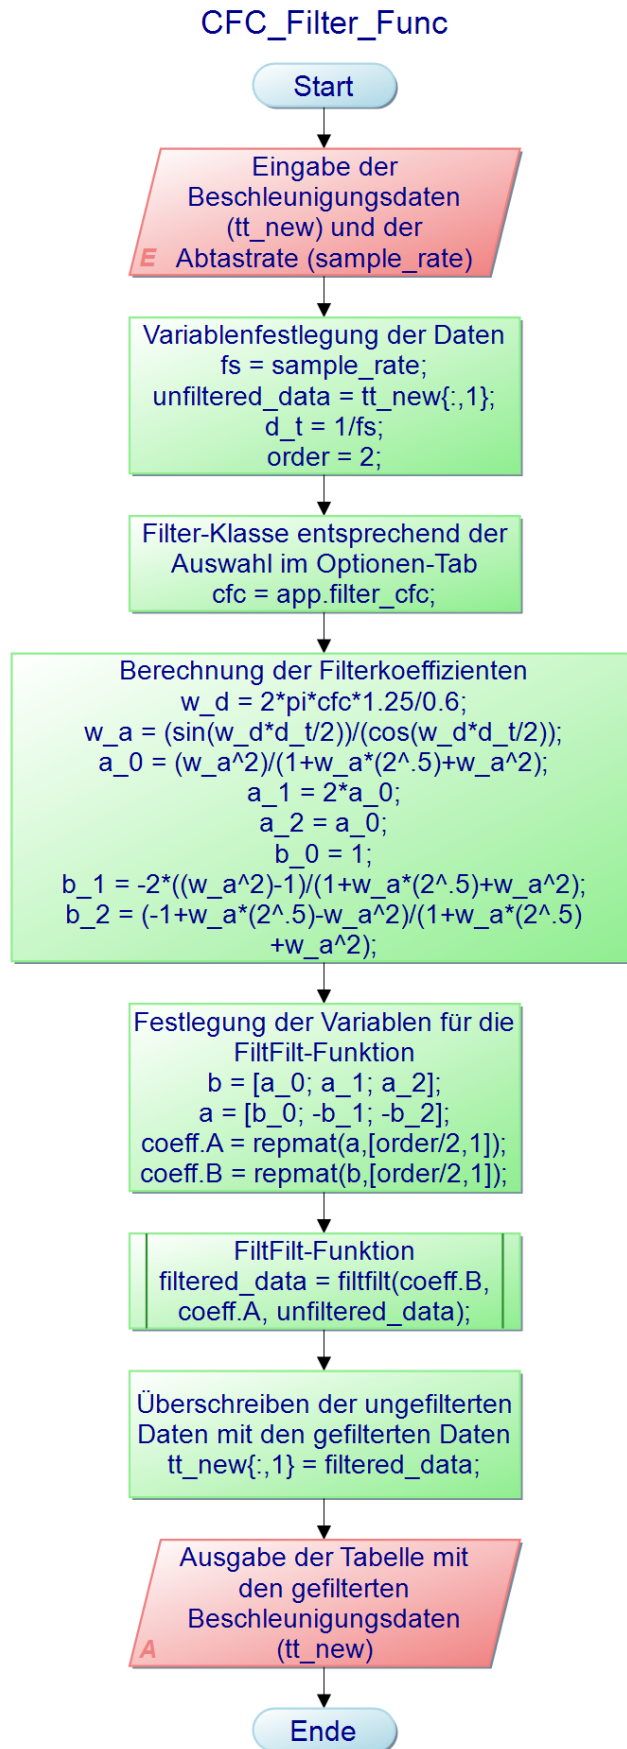 CFC_Filter_Func
Start
Eingabe der
Beschleunigungsdaten
(tt_new) und der
Abtastrate (sample_rate)
E
Variablenfestlegung der Daten
fs = sample_rate;
unfiltered_data = tt_new{:,1};
d_t = 1/fs;
order = 2;
Filter-Klasse entsprechend der
Auswahl im Optionen-Tab
cfc = app.filter_cfc;
Berechnung der Filterkoeffizienten
w_d = 2*pi*cfc*1.25/0.6;
w_a = (sin(w_d*d_t/2))/(cos(w_d*d_t/2));
a_0 = (w_a^2)/(1+w_a*(2^.5)+w_a^2);
a_1 = 2*a_0;
a_2 = a_0;
b_0 = 1;
b_1 = -2*((w_a^2)-1)/(1+w_a*(2^.5)+w_a^2);
b_2 = (-1+w_a*(2^.5)-w_a^2)/(1+w_a*(2^.5)
+w_a^2);
Festlegung der Variablen für die
FiltFilt-Funktion
b = [a_0; a_1; a_2];
a = [b_0; -b_1; -b_2];
coeff.A = repmat(a,[order/2,1]);
coeff.B = repmat(b,[order/2,1]);
FiltFilt-Funktion
filtered_data = filtfilt(coeff.B,
coeff.A, unfiltered_data);
Überschreiben der ungefilterten
Daten mit den gefilterten Daten
tt_new{:,1} = filtered_data;
Ausgabe der Tabelle mit
den gefilterten
Beschleunigungsdaten
(tt_new)
A
Ende